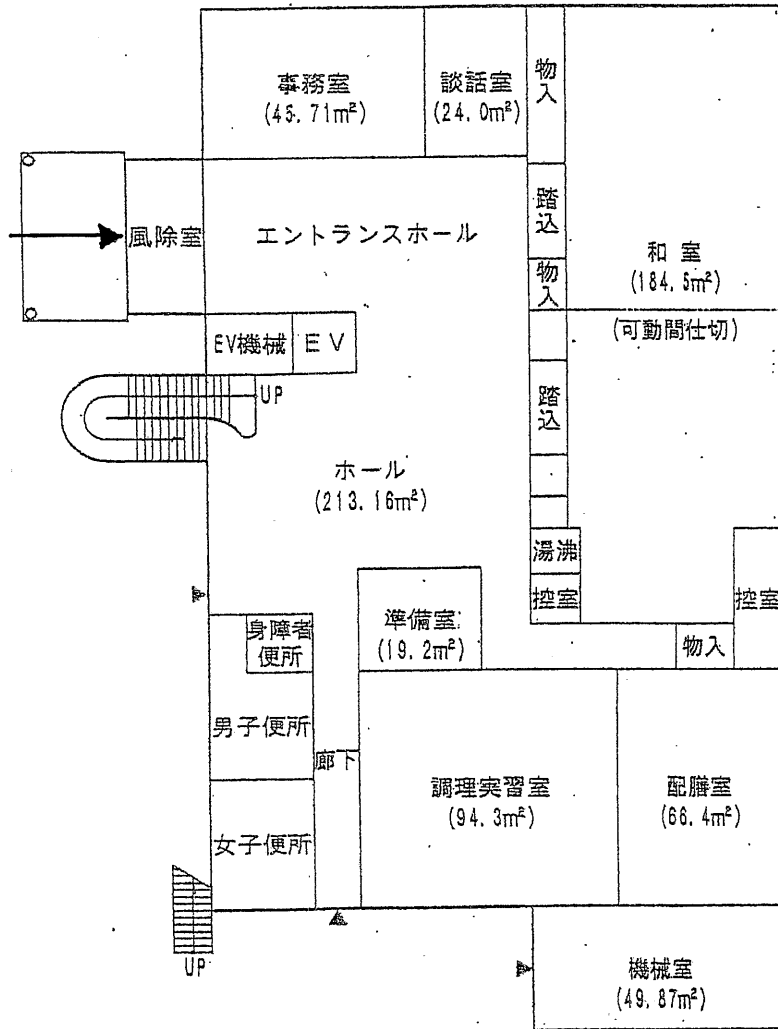 事務室
(45.71m²)
談話室
(24.0m²)
物入
風除室
エントランスホール
踏込
物入
和室
(184.5m²)
(可動間仕切)
EV機械
EV
UP
踏込
ホール
(213.16m²)
湯沸
控室
控室
身障者
便所
準備室
(19.2m²)
物入
男子便所
廊下
調理実習室
(94.3m²)
配膳室
(66.4m²)
女子便所
UP
機械室
(49.87m²)